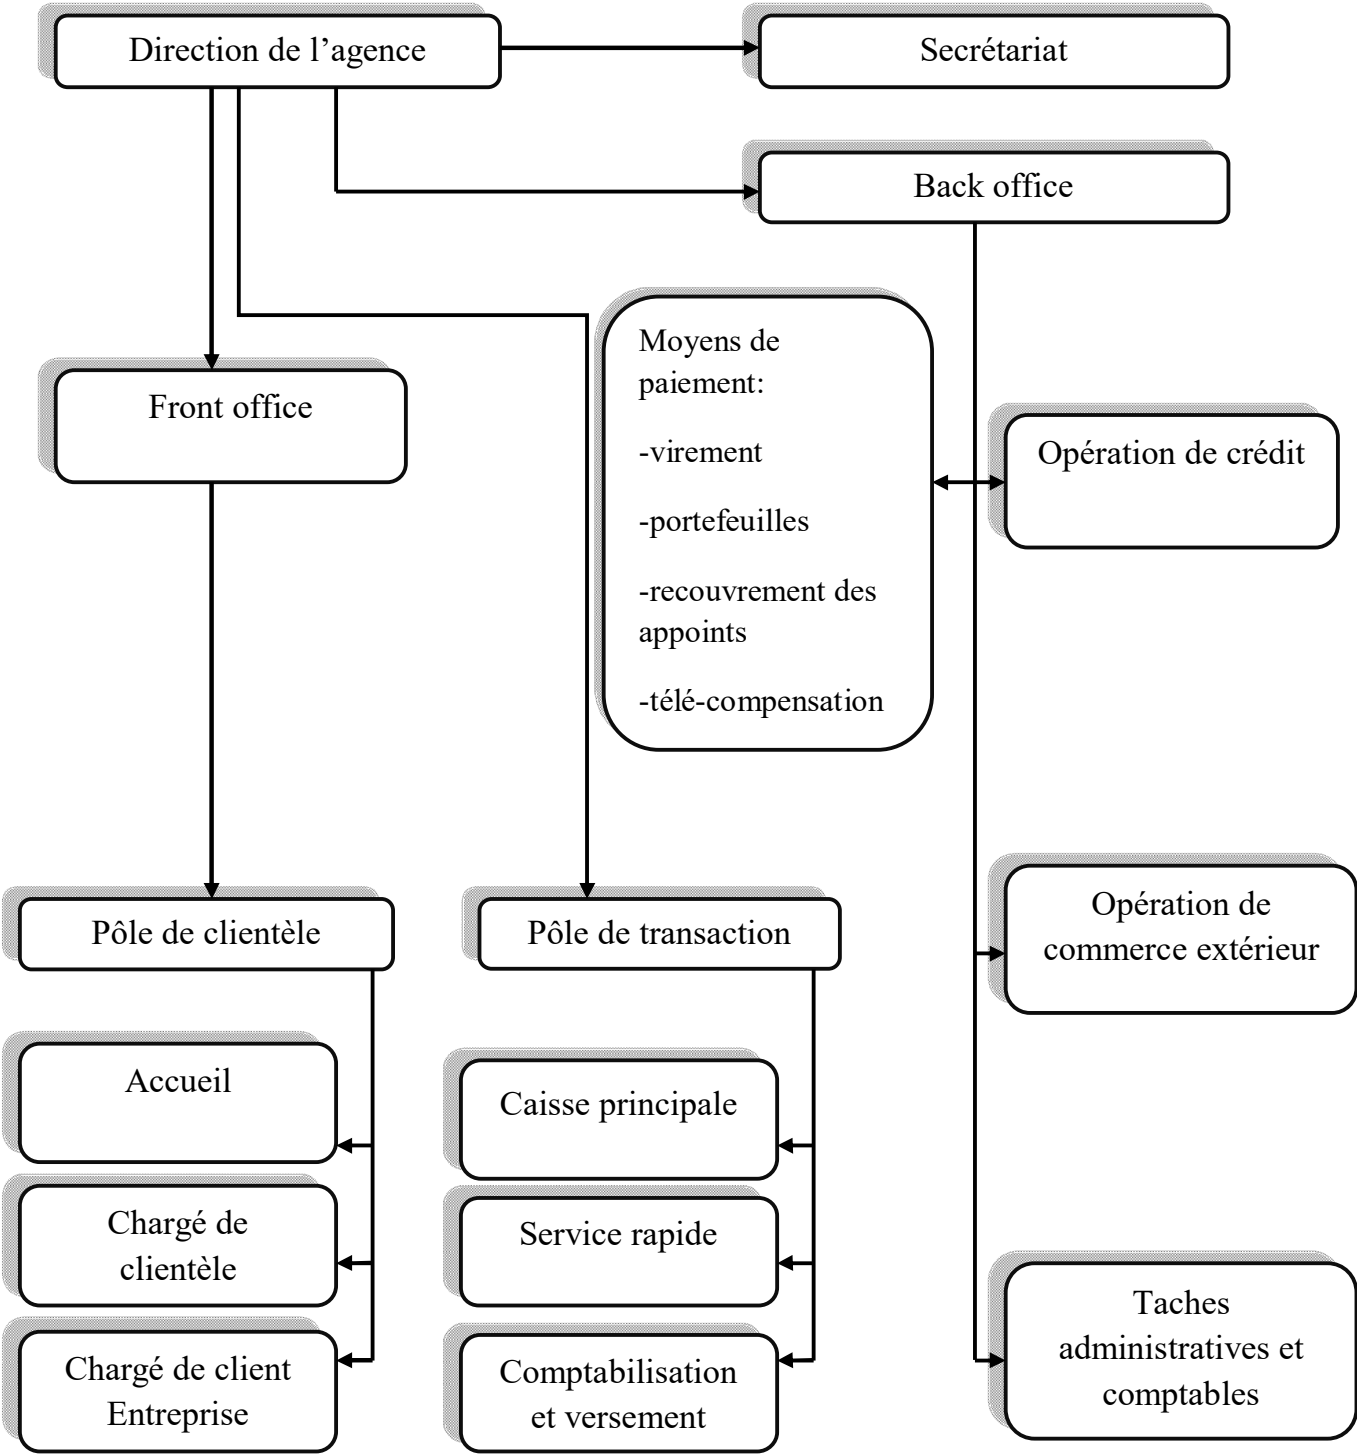 Direction de l’agence
Secrétariat
Back office
Moyens de
paiement:
-virement
-portefeuilles
-recouvrement des
appoints
-télé-compensation
Front office
Opération de crédit
Opération de
commerce extérieur
Pôle de clientèle
Pôle de transaction
Accueil
Chargé de
clientèle
Chargé de client
Entreprise
Caisse principale
Service rapide
Comptabilisation
et versement
Taches
administratives et
comptables